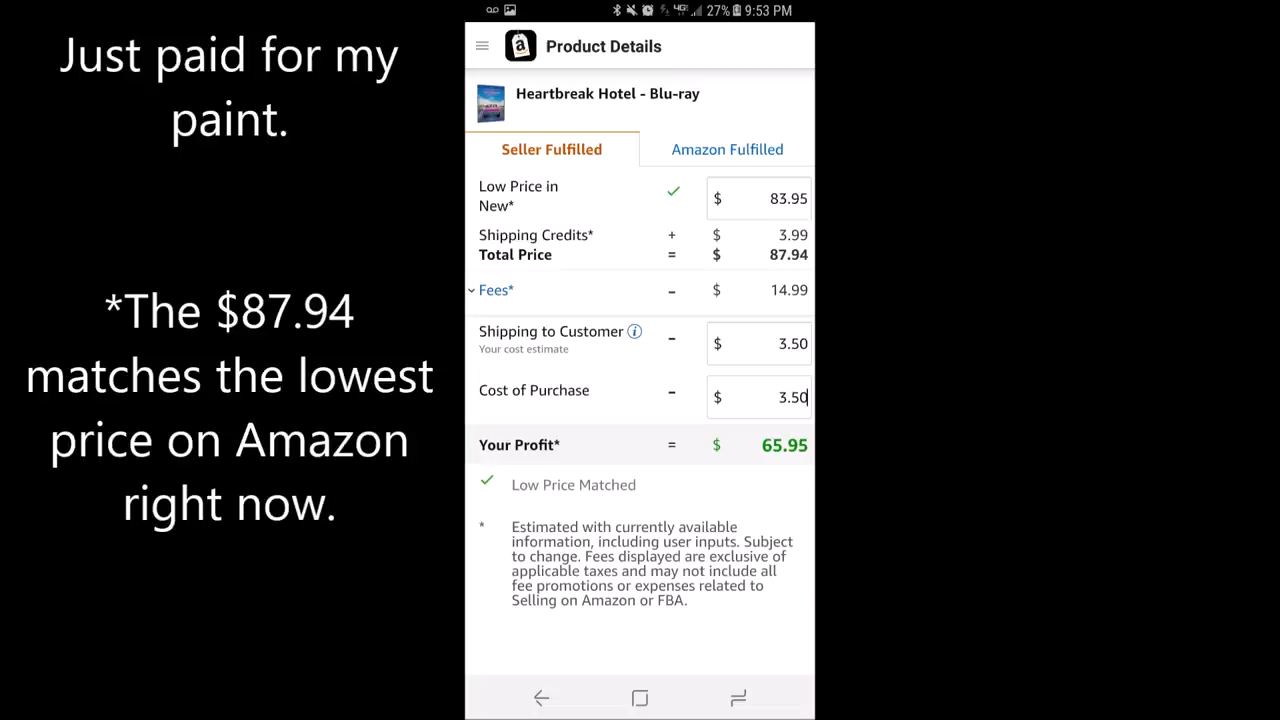 Just paid for my
paint.
*The $87.94
matches the lowest
price on Amazon
right now.
27% 9:53 PM
a Product Details
Heartbreak Hotel - Blu-ray
Seller Fulfilled Amazon Fulfilled
Low Price in
New* $ 83.95
Shipping Credits* + $ 3.99
Total Price = $ 87.94
Fees* - $ 14.99
Shipping to Customer i - $ 3.50
Your cost estimate
Cost of Purchase - $ 3.50
Your Profit* = $ 65.95
Low Price Matched
* Estimated with currently available
information, including user inputs. Subject
to change. Fees displayed are exclusive of
applicable taxes and may not include all
fee promotions or expenses related to
Selling on Amazon or FBA.